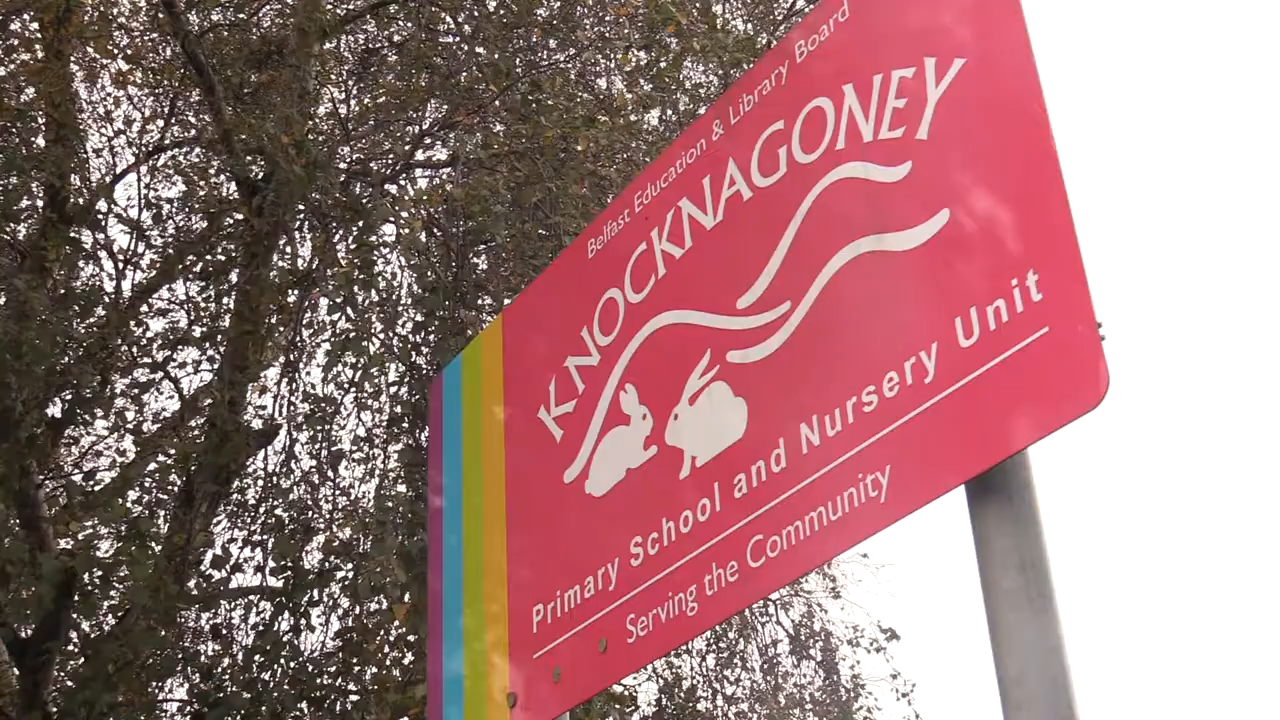 Belfast Education & Library Board
KNOCKNAGONEY
Primary School and Nursery Unit
Serving the Community